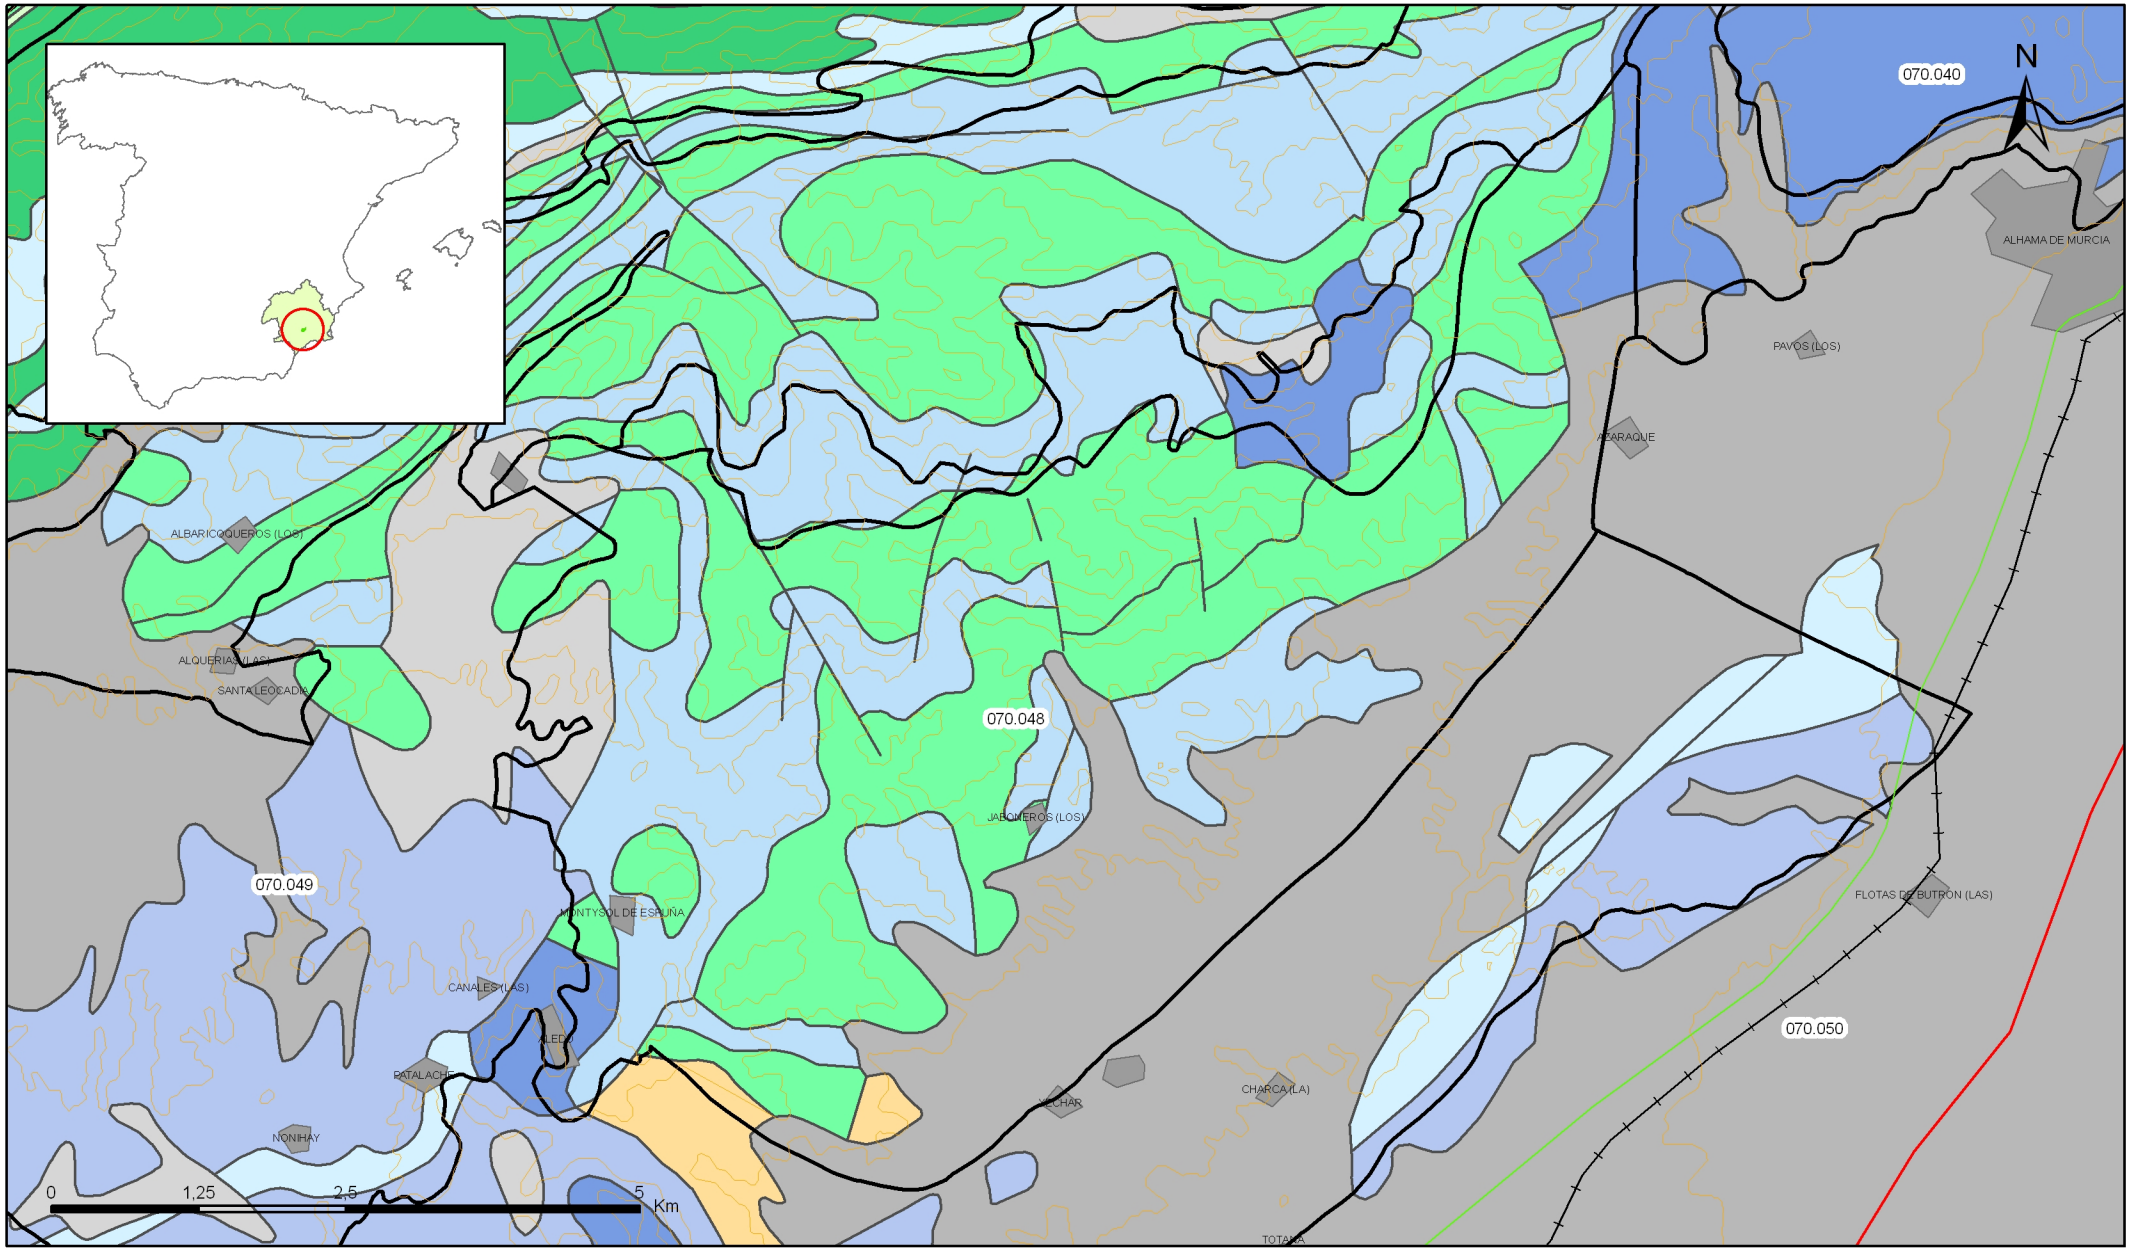 N
070.040
ALHAMA DE MURCIA
PAVOS (LOS)
AZARAQUE
ALBARICOQUEROS (LOS)
ALQUERIAS (LAS)
SANTA LEOCADIA
070.048
JABONEROS (LOS)
070.049
FLOTAS DE BUTRON (LAS)
MONTYSOL DE ESPUÑA
CANALES (LAS)
070.050
ALEDO
PATALACHE
CHARCA (LA)
YECHAR
NONIHAY
0 1,25 2,5 5 Km
TOTANA